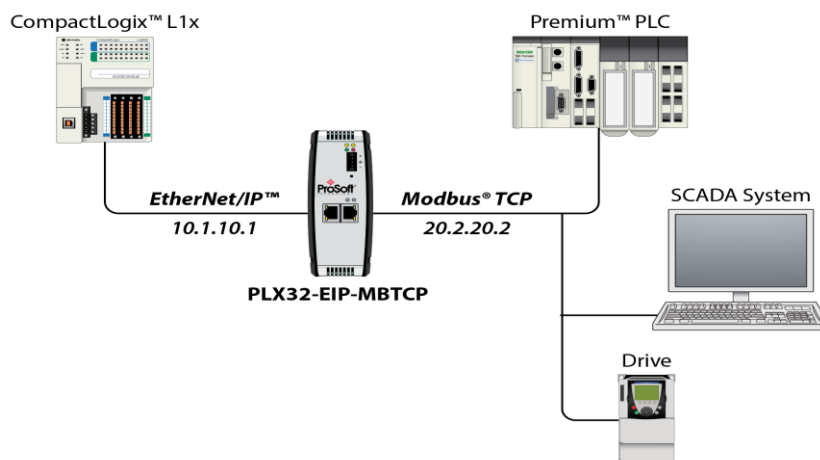 CompactLogix™ L1x
Premium™ PLC
EtherNet/IP™
10.1.10.1
ProSoft
Modbus® TCP
20.2.20.2
PLX32-EIP-MBTCP
SCADA System
Drive